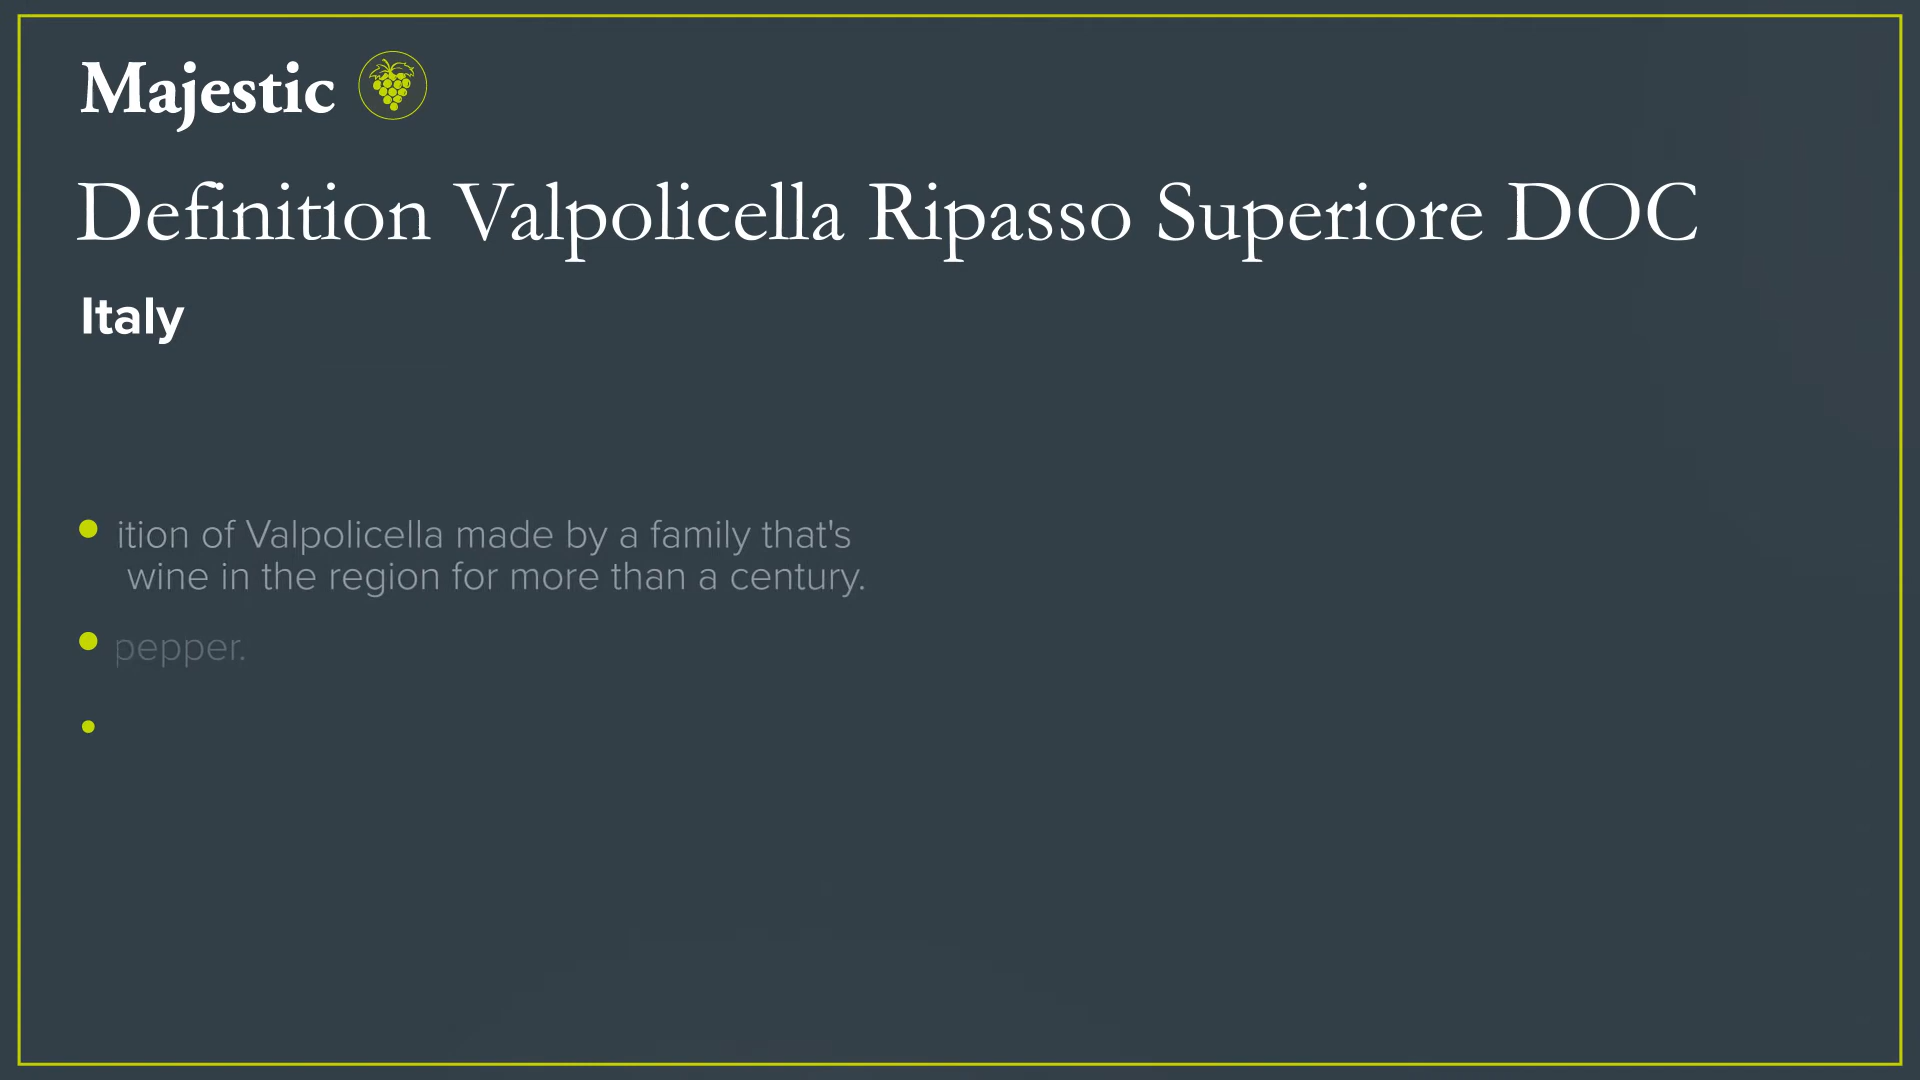 Majestic
Definition Valpolicella Ripasso Superiore DOC
Italy
ition of Valpolicella made by a family that's
wine in the region for more than a century.
pepper.